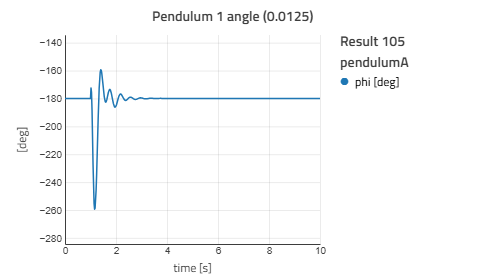 Pendulum 1 angle (0.0125)
Result 105
pendulumA
phi [deg]
−140
−160
−180
−200
−220
−240
−260
−280
[deg]
0 2 4 6 8 10
time [s]